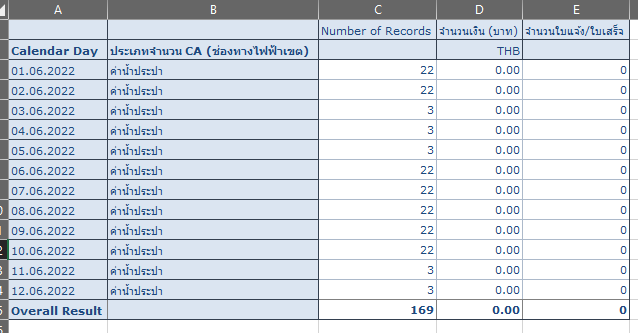 A B C D E
Number of Records จำนวนเงิน (บาท) จำนวนใบแจ้ง/ใบเสร็จ
Calendar Day ประเภทจำนวน CA (ช่องทางไฟฟ้าเขต) THB
01.06.2022 ค่าน้ำประปา 22 0.00 0
02.06.2022 ค่าน้ำประปา 22 0.00 0
03.06.2022 ค่าน้ำประปา 3 0.00 0
04.06.2022 ค่าน้ำประปา 3 0.00 0
05.06.2022 ค่าน้ำประปา 3 0.00 0
06.06.2022 ค่าน้ำประปา 22 0.00 0
07.06.2022 ค่าน้ำประปา 22 0.00 0
08.06.2022 ค่าน้ำประปา 22 0.00 0
09.06.2022 ค่าน้ำประปา 22 0.00 0
10.06.2022 ค่าน้ำประปา 22 0.00 0
11.06.2022 ค่าน้ำประปา 3 0.00 0
12.06.2022 ค่าน้ำประปา 3 0.00 0
Overall Result 169 0.00 0